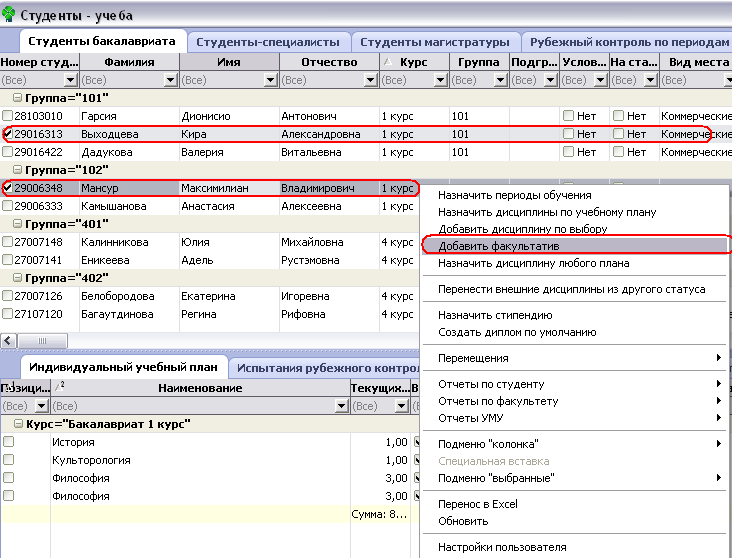 Студенты - учеба
Студенты бакалавриата Студенты-специалисты Студенты магистратуры Рубежный контроль по периодам
Номер студ... Фамилия Имя Отчество Курс Группа Подгр... Услов... На ста... Вид места
(Все) (Все) (Все) (Все) (Все) (Все) (Все) (Все) (Все) (Все)
Группа="101"
28103010 Гарсия Дионисио Антонович 1 курс 101 Нет Нет Коммерческие
29016313 Выходцева Кира Александровна 1 курс 101 Нет Нет Коммерческие
29016422 Дадукова Валерия Витальевна 1 курс 101 Нет Нет Коммерческие
Группа="102"
29006348 Мансур Максимилиан Владимирович 1 курс
29006333 Камышанова Анастасия Алексеевна 1 курс
Группа="401"
27007148 Калинникова Юлия Михайловна 4 курс
27007141 Еникеева Адель Рустэмовна 4 курс
Группа="402"
27007126 Белобородова Екатерина Игоревна 4 курс
27107120 Багаутдинова Регина Рифовна 4 курс
Назначить периоды обучения
Назначить дисциплины по учебному плану
Добавить дисциплину по выбору
Добавить факультатив
Назначить дисциплину любого плана
Перенести внешние дисциплины из другого статуса
Назначить стипендию
Создать диплом по умолчанию
Перемещения
Отчеты по студенту
Отчеты по факультету
Отчеты УМУ
Подменю "колонка"
Специальная вставка
Подменю "выбранные"
Перенос в Excel
Обновить
Настройки пользователя
Индивидуальный учебный план Испытания рубежного контрол
Позици... 2 Наименование Текущих... В
(Все) (Все) (Все) (Все)
Курс="Бакалавриат 1 курс"
История 1,00
Культорология 1,00
Философия 3,00
Философия 3,00
Сумма: 8...